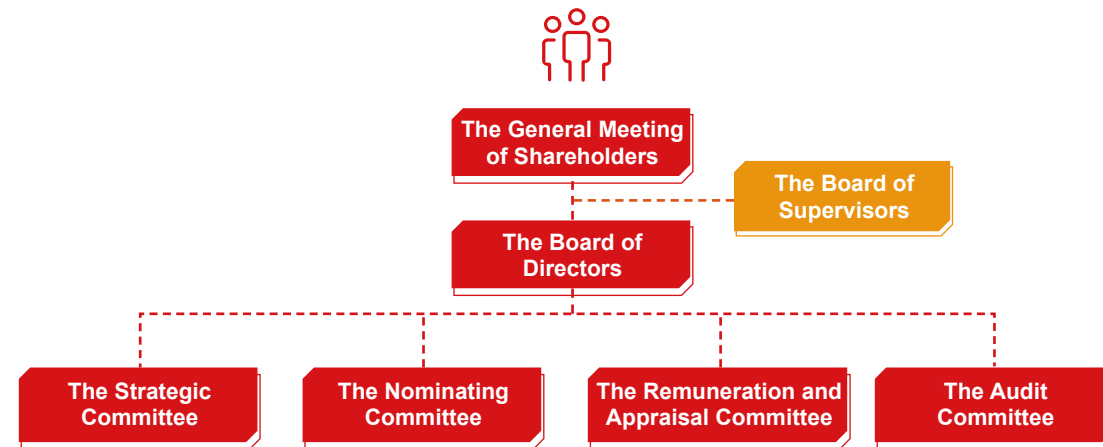 The General Meeting
of Shareholders
The Board of
Supervisors
The Board of
Directors
The Strategic
Committee
The Nominating
Committee
The Remuneration and
Appraisal Committee
The Audit
Committee